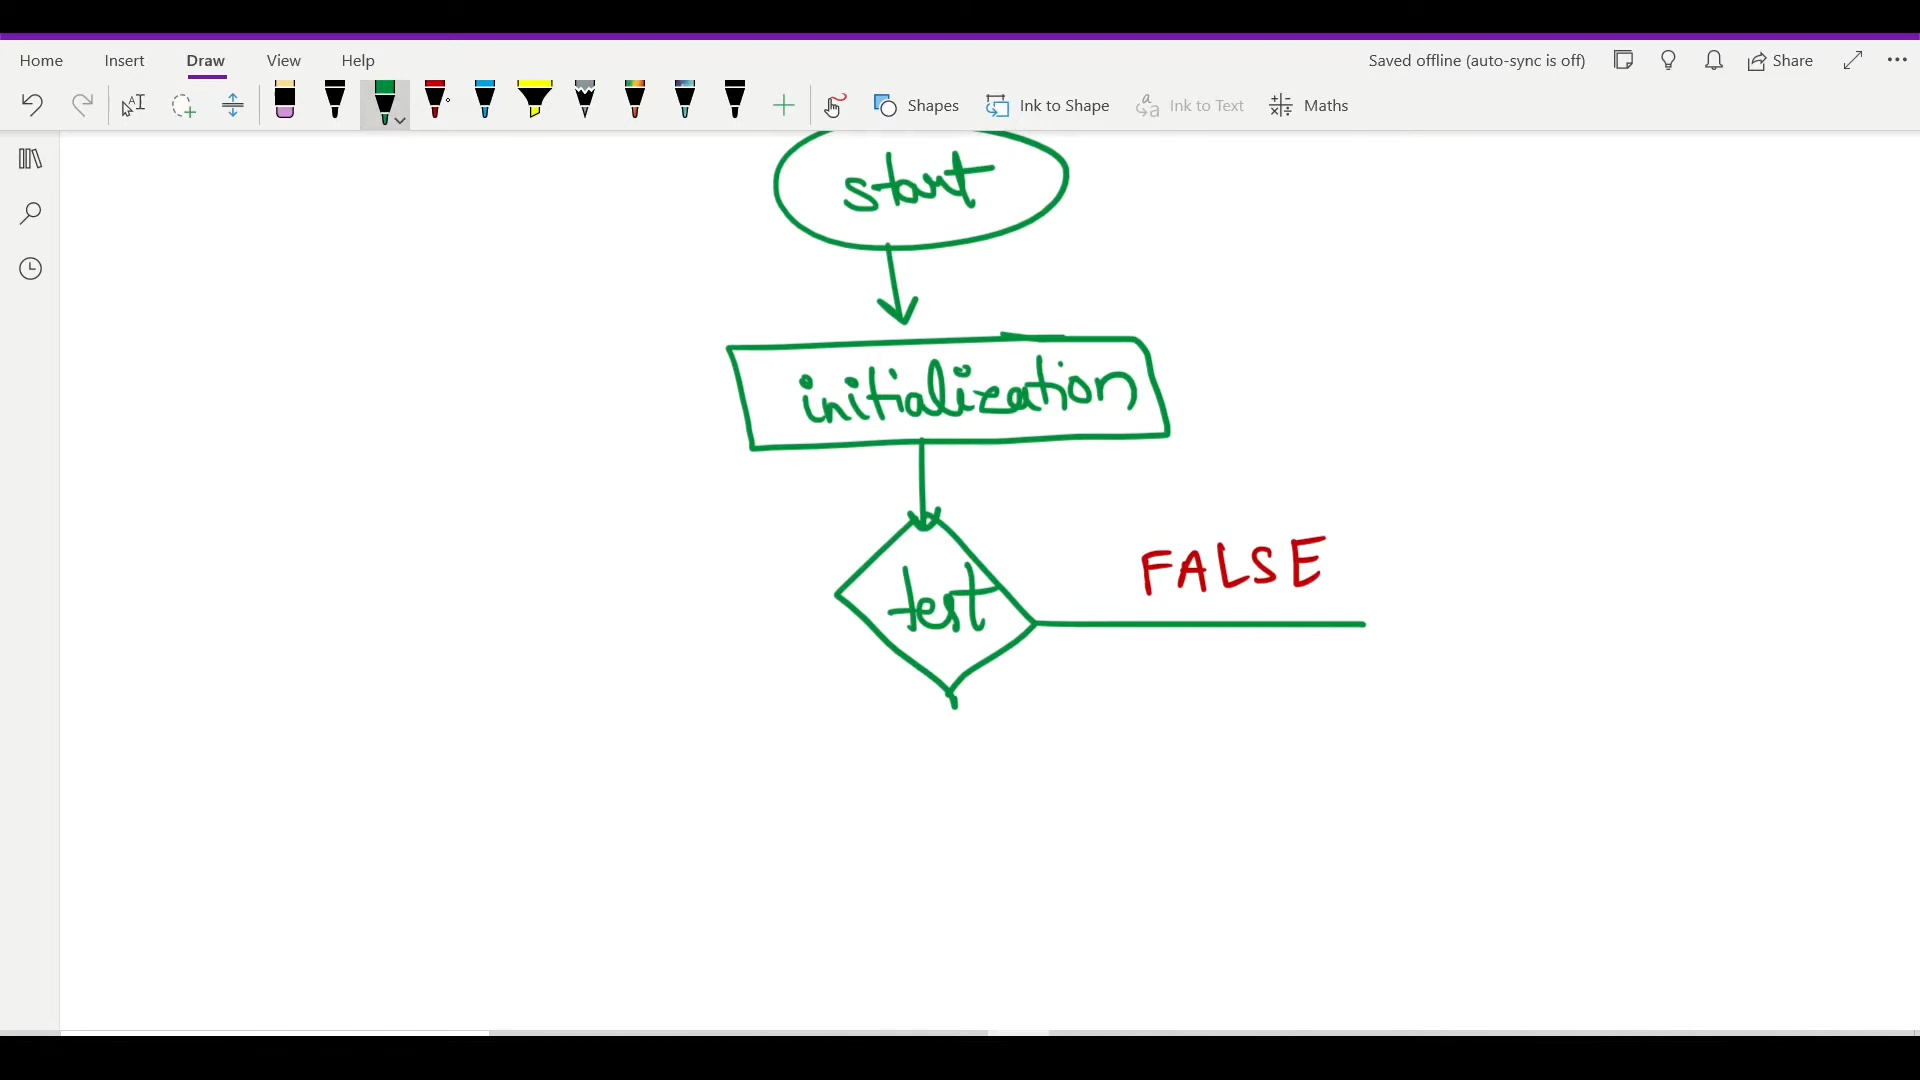 Home Insert Draw View Help Saved offline (auto-sync is off) Share
Shapes Ink to Shape Ink to Text Maths
start
initialization
test
FALSE